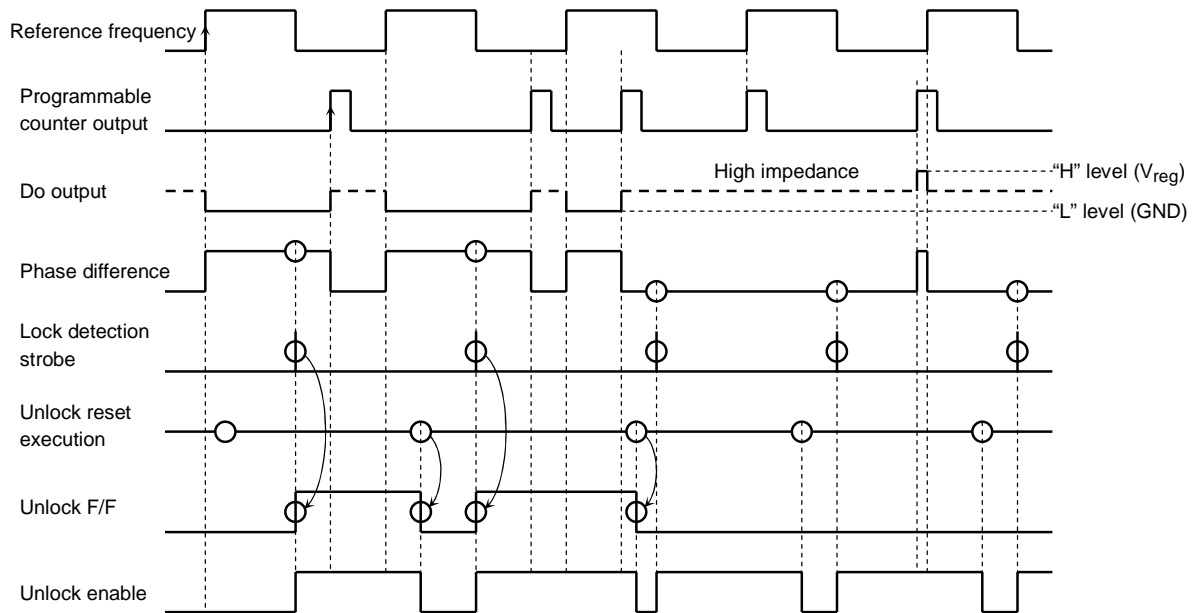 Reference frequency
Programmable
counter output
High impedance
“H” level (Vreg)
Do output
“L” level (GND)
Phase difference
Lock detection
strobe
Unlock reset
execution
Unlock F/F
Unlock enable